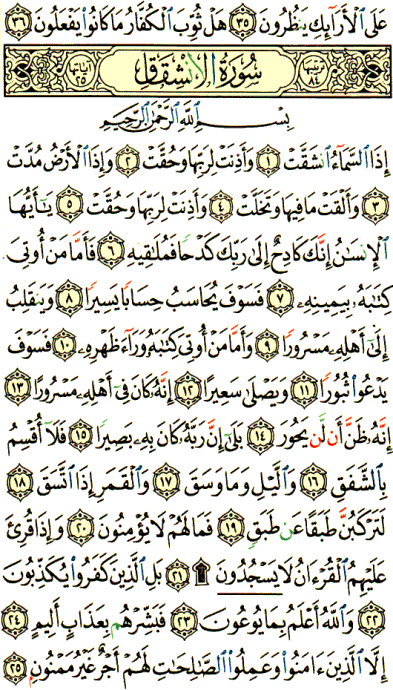 عَلَى ٱلْأَرَآئِكِ يَنظُرُونَ ٣٥ هَلْ ثُوِّبَ ٱلْكُفَّارُ مَا كَانُوا۟ يَفْعَلُونَ ٣٦
ترتيبها ٨٤ سُورَةُ ٱلِانشِقَاقِ آياتها ٢٥
بِسْمِ ٱللَّهِ ٱلرَّحْمَٰنِ ٱلرَّحِيمِ
إِذَا ٱلسَّمَآءُ ٱنشَقَّتْ ١ وَأَذِنَتْ لِرَبِّهَا وَحُقَّتْ ٢ وَإِذَا ٱلْأَرْضُ مُدَّتْ
٣ وَأَلْقَتْ مَا فِيهَا وَتَخَلَّتْ ٤ وَأَذِنَتْ لِرَبِّهَا وَحُقَّتْ ٥ يَٰٓأَيُّهَا
ٱلْإِنسَٰنُ إِنَّكَ كَادِحٌ إِلَىٰ رَبِّكَ كَدْحًا فَمُلَٰقِيهِ ٦ فَأَمَّا مَنْ أُوتِىَ
كِتَٰبَهُۥ بِيَمِينِهِۦ ٧ فَسَوْفَ يُحَاسَبُ حِسَابًا يَسِيرًا ٨ وَيَنقَلِبُ
إِلَىٰٓ أَهْلِهِۦ مَسْرُورًا ٩ وَأَمَّا مَنْ أُوتِىَ كِتَٰبَهُۥ وَرَآءَ ظَهْرِهِۦ ١٠ فَسَوْفَ
يَدْعُوا۟ ثُبُورًا ١١ وَيَصْلَىٰ سَعِيرًا ١٢ إِنَّهُۥ كَانَ فِىٓ أَهْلِهِۦ مَسْرُورًا ١٣
إِنَّهُۥ ظَنَّ أَن لَّن يَحُورَ ١٤ بَلَىٰٓ إِنَّ رَبَّهُۥ كَانَ بِهِۦ بَصِيرًا ١٥ فَلَآ أُقْسِمُ
بِٱلشَّفَقِ ١٦ وَٱلَّيْلِ وَمَا وَسَقَ ١٧ وَٱلْقَمَرِ إِذَا ٱتَّسَقَ ١٨
لَتَرْكَبُنَّ طَبَقًا عَن طَبَقٍ ١٩ فَمَا لَهُمْ لَا يُؤْمِنُونَ ٢٠ وَإِذَا قُرِئَ
عَلَيْهِمُ ٱلْقُرْءَانُ لَا يَسْجُدُونَ ۩ ٢١ بَلِ ٱلَّذِينَ كَفَرُوا۟ يُكَذِّبُونَ
٢٢ وَٱللَّهُ أَعْلَمُ بِمَا يُوعُونَ ٢٣ فَبَشِّرْهُم بِعَذَابٍ أَلِيمٍ ٢٤
إِلَّا ٱلَّذِينَ ءَامَنُوا۟ وَعَمِلُوا۟ ٱلصَّٰلِحَٰتِ لَهُمْ أَجْرٌ غَيْرُ مَمْنُونٍۭ ٢٥